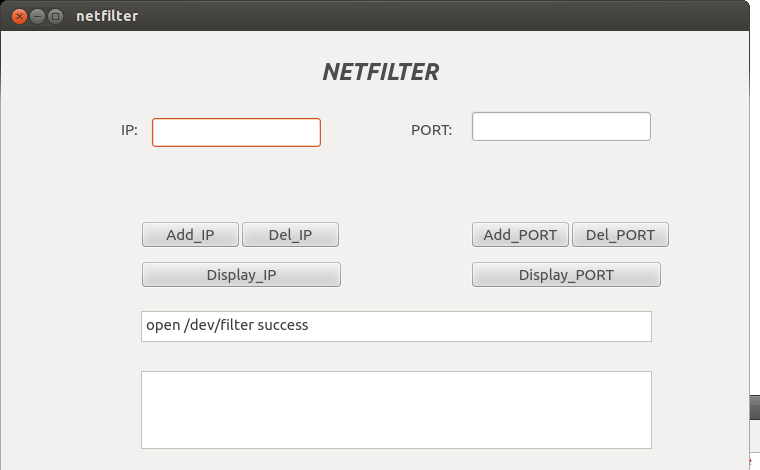 netfilter
NETFILTER
IP:
PORT:
Add_IP
Del_IP
Add_PORT
Del_PORT
Display_IP
Display_PORT
open /dev/filter success